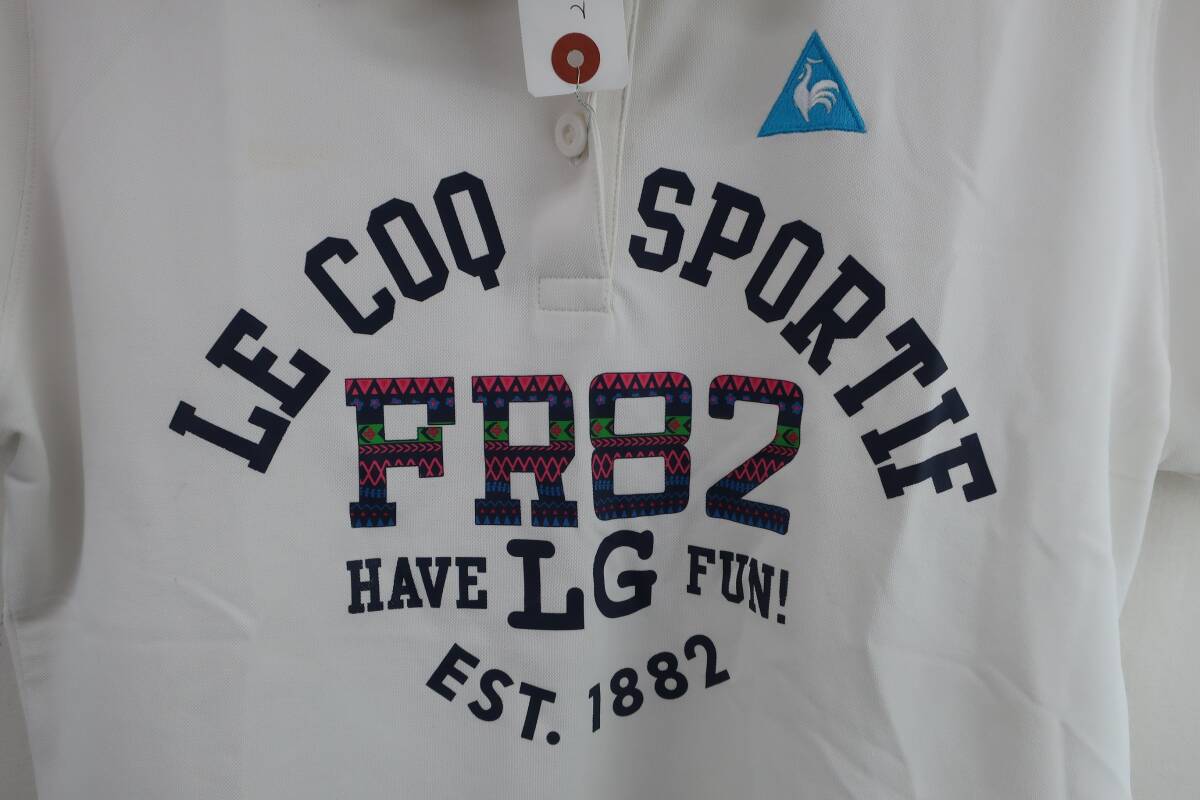 LE COQ SPORTIF
FR82
HAVE LG FUN!
EST. 1882